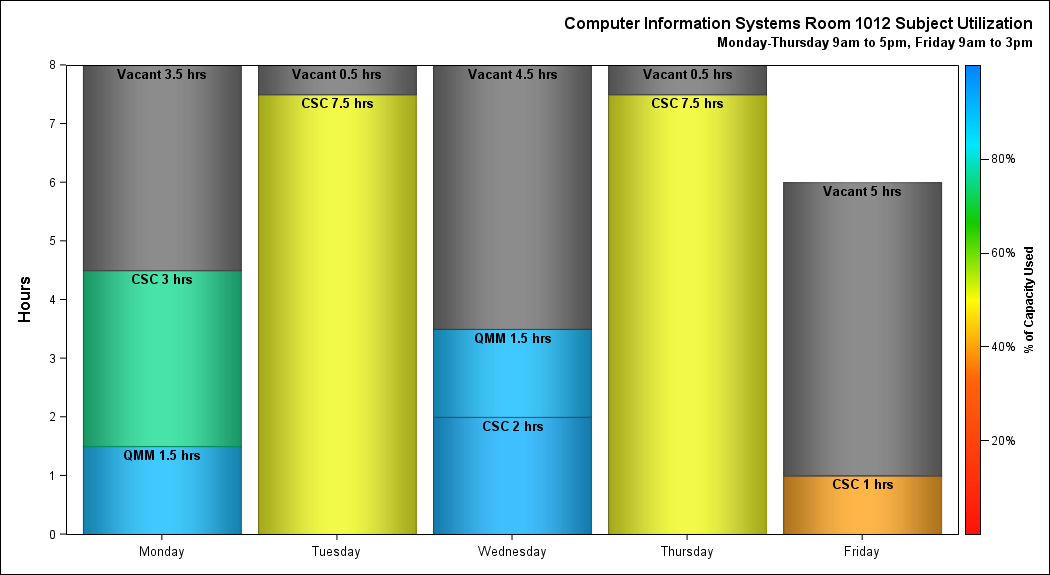 Computer Information Systems Room 1012 Subject Utilization
Monday-Thursday 9am to 5pm, Friday 9am to 3pm
Hours
8
7
6
5
4
3
2
1
0
Vacant 3.5 hrs
CSC 3 hrs
QMM 1.5 hrs
Vacant 0.5 hrs
CSC 7.5 hrs
Vacant 4.5 hrs
QMM 1.5 hrs
CSC 2 hrs
Vacant 0.5 hrs
CSC 7.5 hrs
Vacant 5 hrs
CSC 1 hrs
Monday
Tuesday
Wednesday
Thursday
Friday
80%
60%
40%
20%
% of Capacity Used